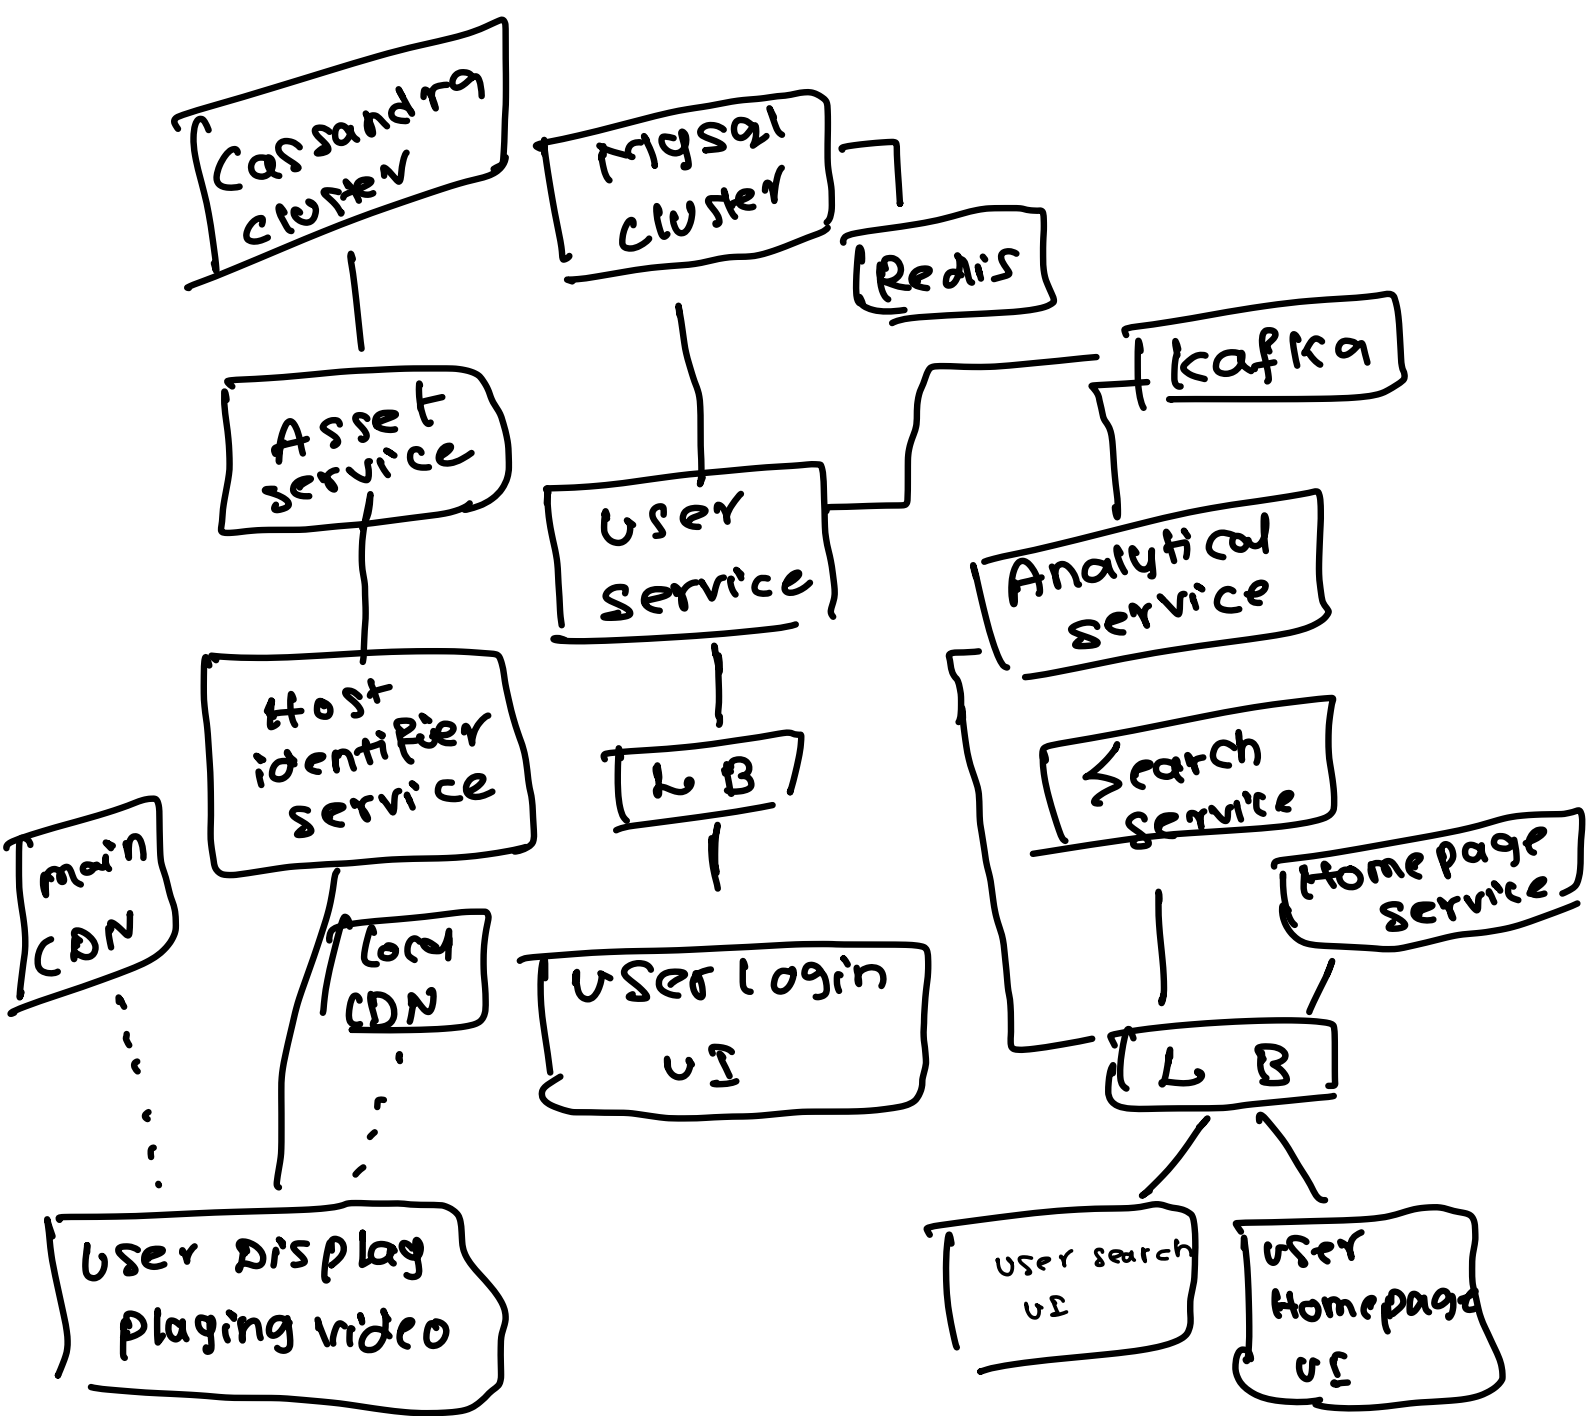 Cassandra
cluster
Mysql
cluster
Redis
Kafka
Asset
service
User
service
Analytical
service
Host
identifier
service
LB
Search
service
Homepage
service
main
CDN
Local
CDN
User login
UI
LB
User Display
playing video
User search
UI
User
Homepage
UI